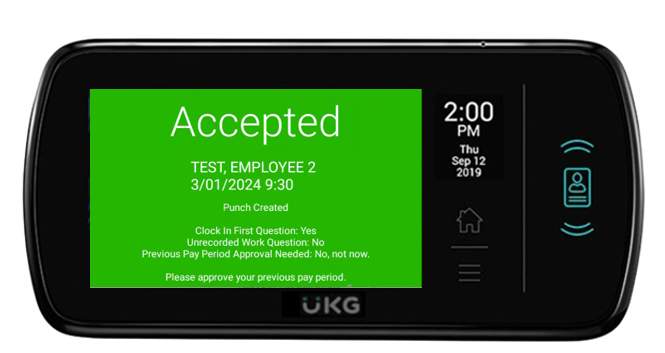 Accepted
TEST, EMPLOYEE 2
3/01/2024 9:30
Punch Created
Clock In First Question: Yes
Unrecorded Work Question: No
Previous Pay Period Approval Needed: No, not now.
Please approve your previous pay period.
2:00
PM
Thu
Sep 12
2019
UKG